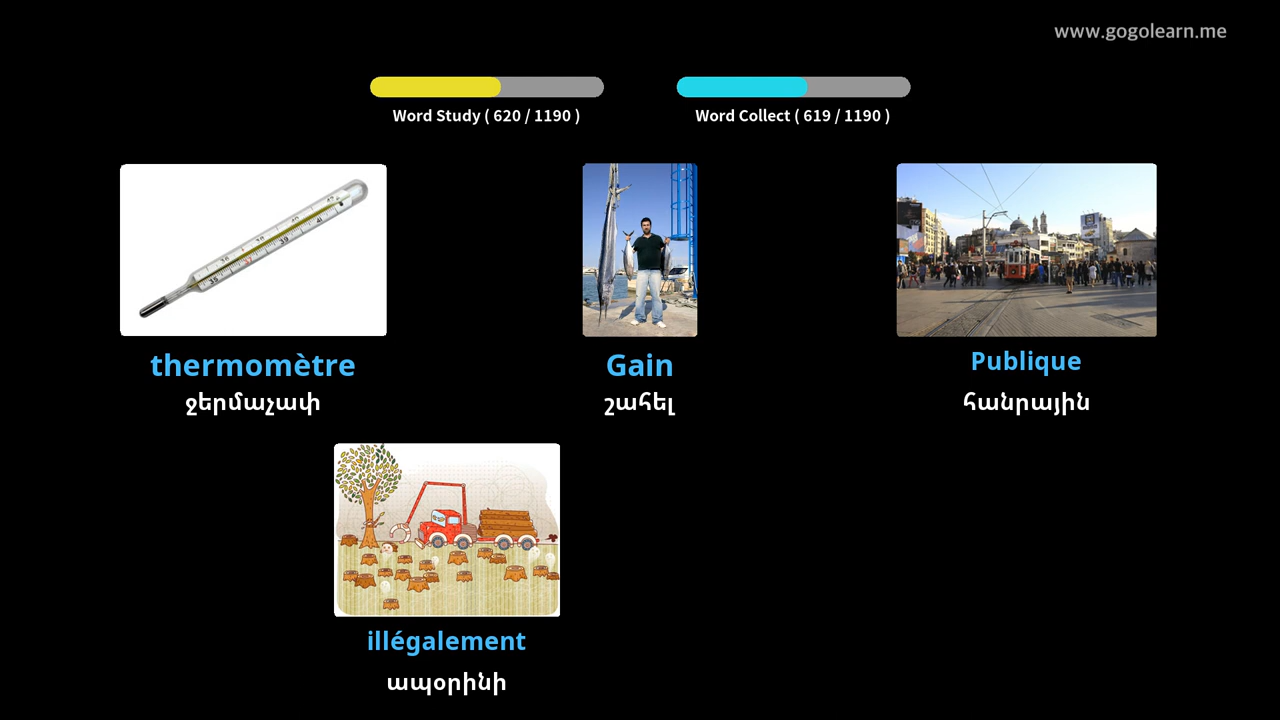 www.gogolearn.me
Word Study ( 620 / 1190 )
Word Collect ( 619 / 1190 )
thermomètre
ջերմաչափ
Gain
շահել
Publique
հանրային
illégalement
ապօրինի